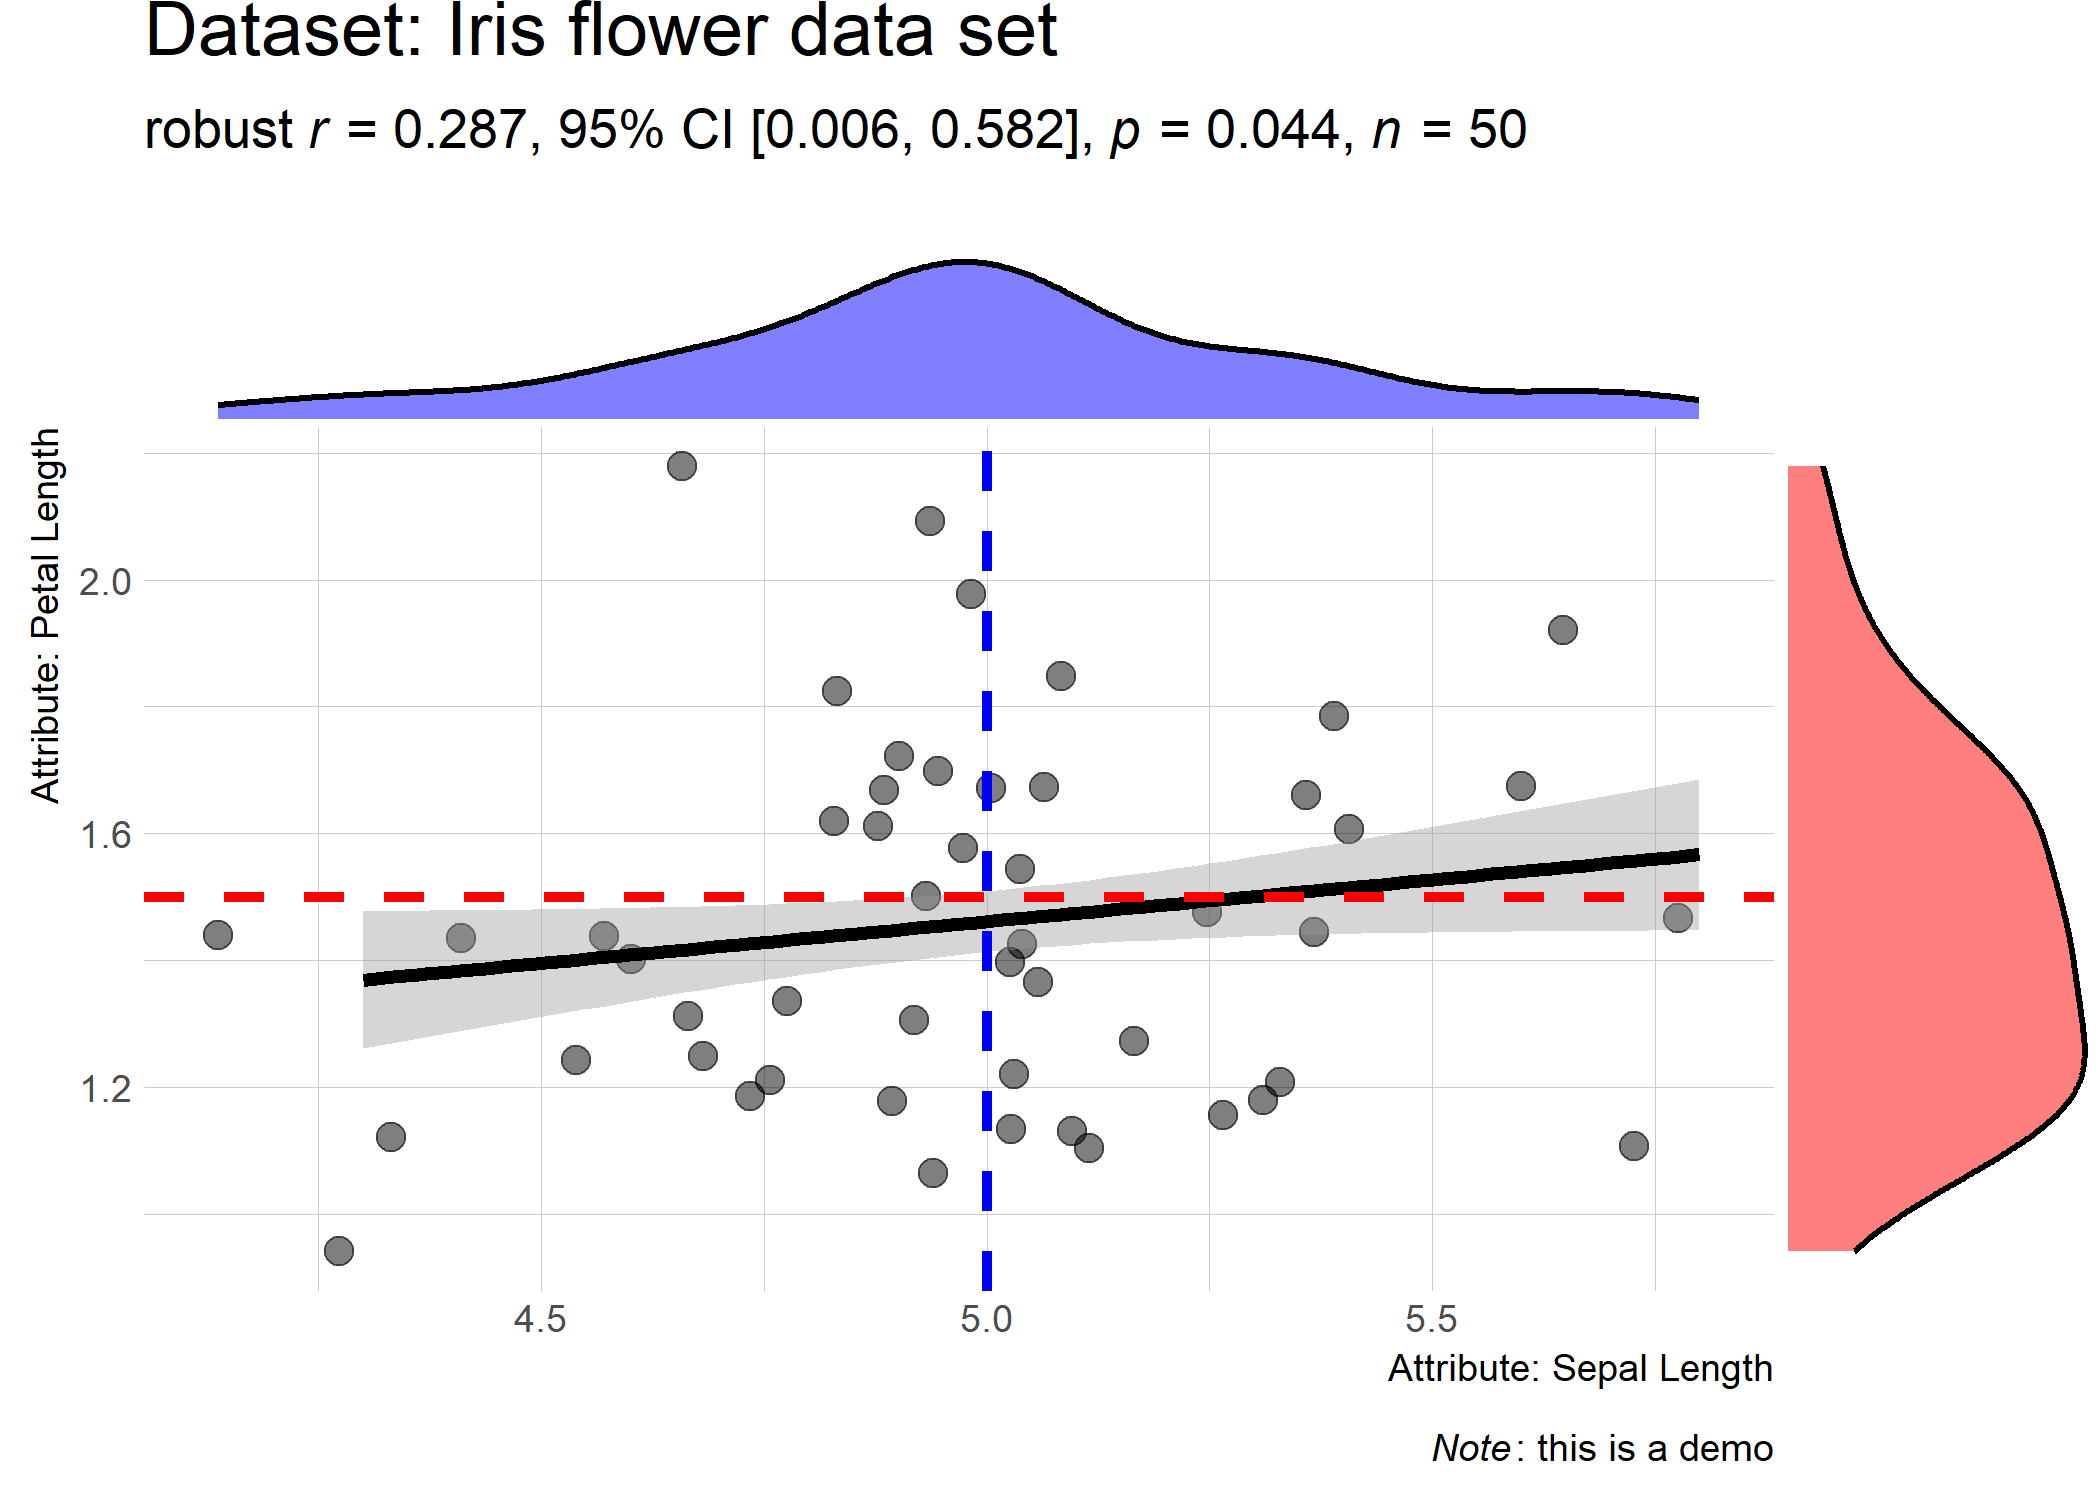 Dataset: Iris flower data set
robust r = 0.287, 95% CI [0.006, 0.582], p = 0.044, n = 50
Attribute: Petal Length
2.0
1.6
1.2
4.5 5.0 5.5
Attribute: Sepal Length
Note: this is a demo